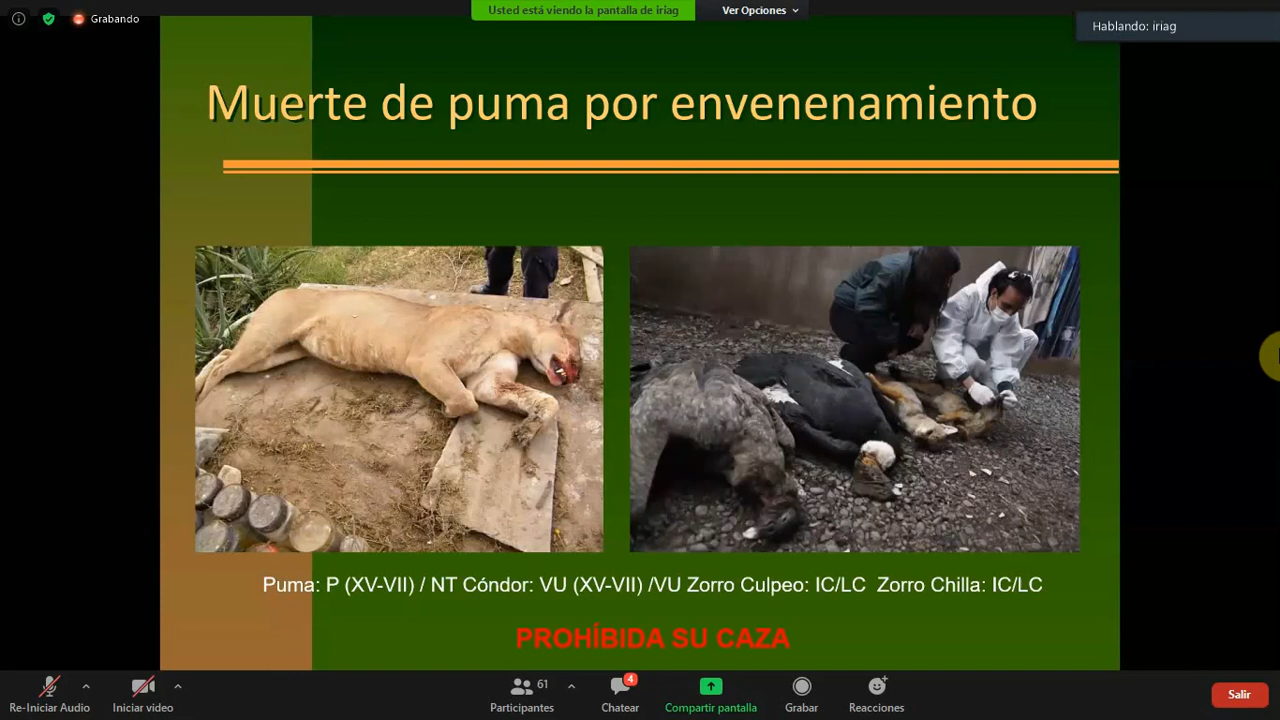 Grabando
Usted está viendo la pantalla de iriag
Ver Opciones
Hablando: iriag
Muerte de puma por envenenamiento
Puma: P (XV-VII) / NT Cóndor: VU (XV-VII) /VU Zorro Culpeo: IC/LC  Zorro Chilla: IC/LC
PROHÍBIDA SU CAZA
Re-Iniciar Audio
Iniciar video
Participantes
61
Chatear
4
Compartir pantalla
Grabar
Reacciones
Salir